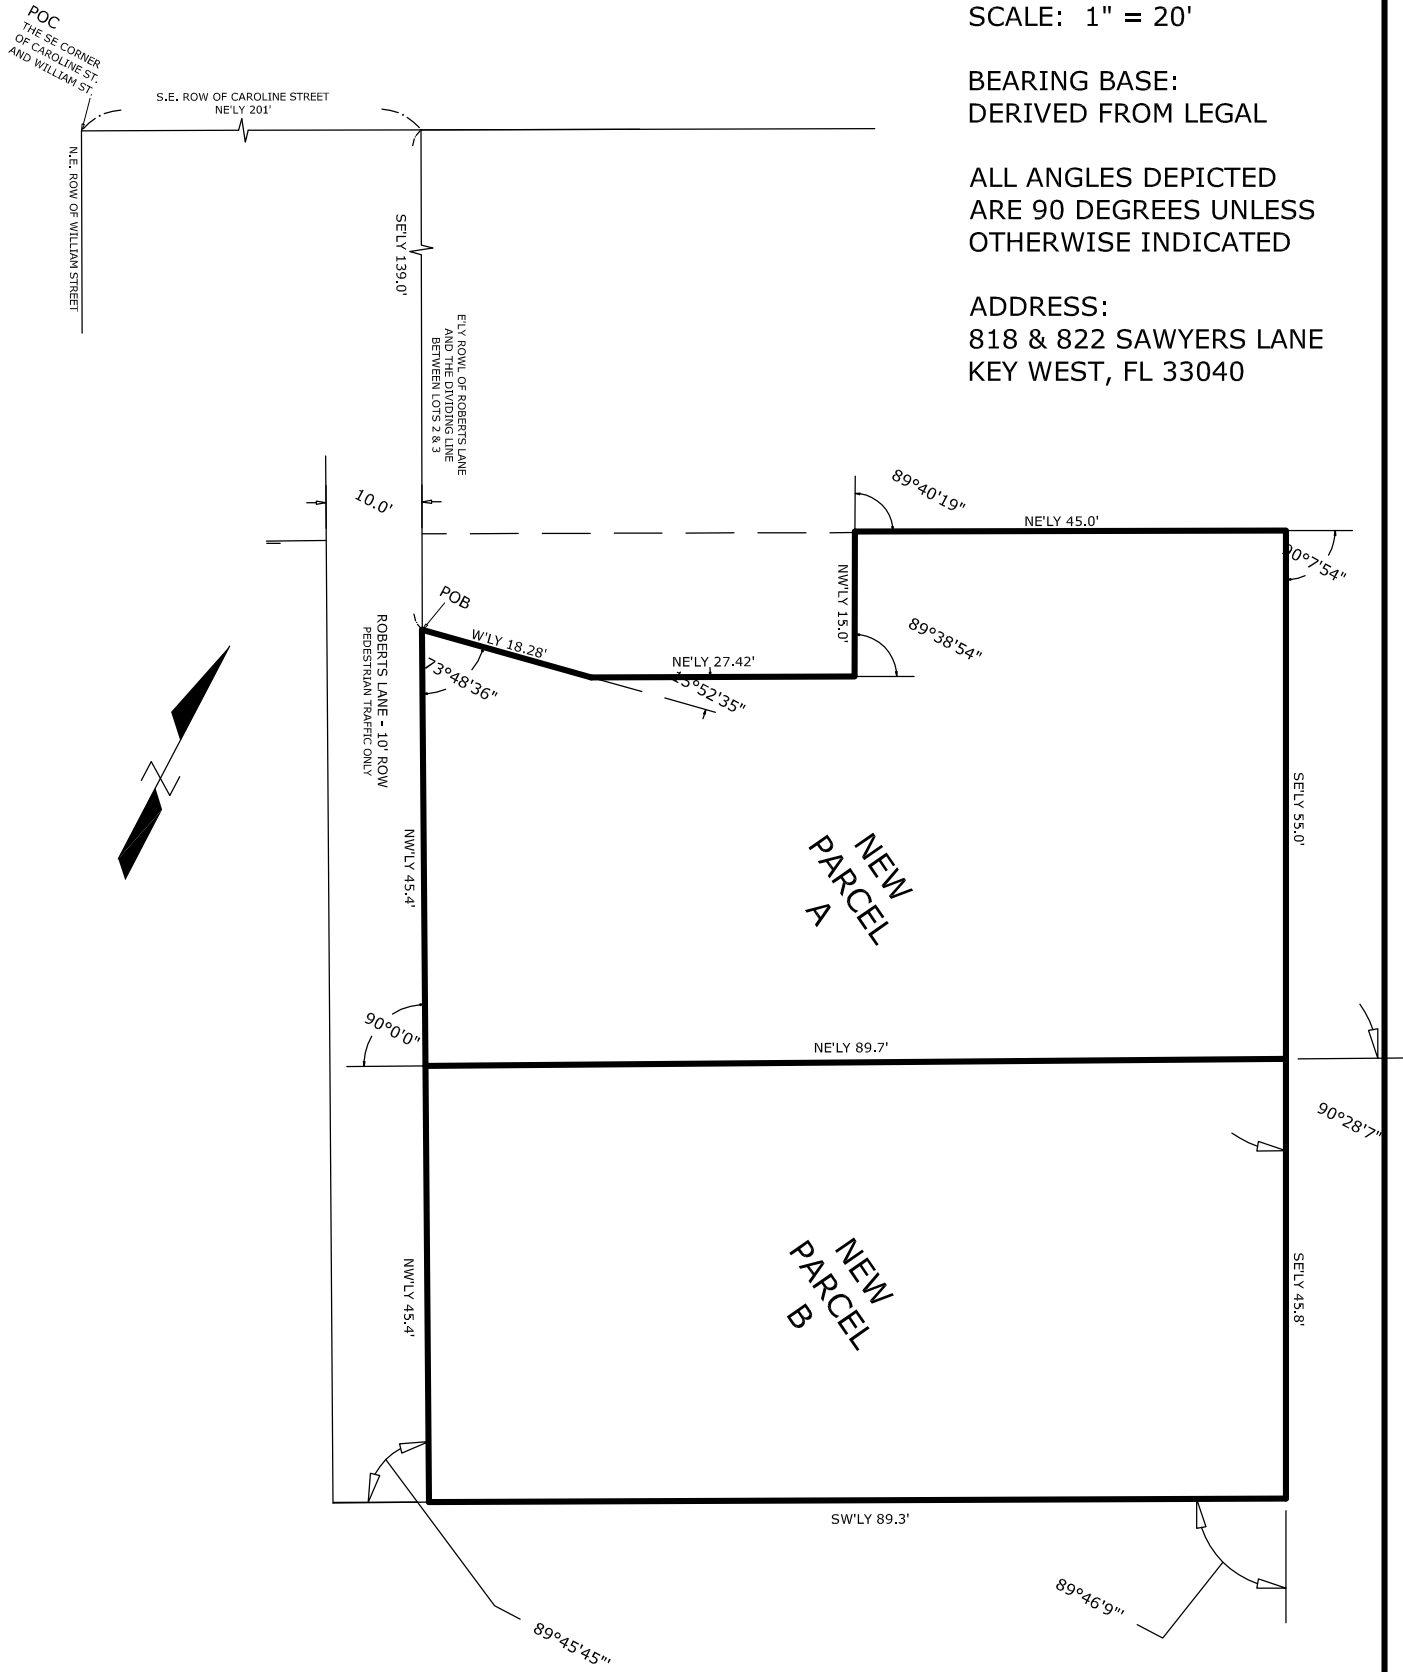 SCALE: 1" = 20'
BEARING BASE:
DERIVED FROM LEGAL
ALL ANGLES DEPICTED
ARE 90 DEGREES UNLESS
OTHERWISE INDICATED
ADDRESS:
818 & 822 SAWYERS LANE
KEY WEST, FL 33040
POC
THE SE CORNER
OF CAROLINE ST.
AND WILLIAM ST.
S.E. ROW OF CAROLINE STREET
NE'LY 201'
N.E. ROW OF WILLIAM STREET
SE'LY 139.0'
E'LY ROWL OF ROBERTS LANE
AND THE DIVIDING LINE
BETWEEN LOTS 2 & 3
10.0'
89°40'19"
NE'LY 45.0'
90°7'54"
NW'LY 15.0'
POB
W'LY 18.28'
89°38'54"
NE'LY 27.42'
73°48'36"
15°52'35"
ROBERTS LANE - 10' ROW
PEDESTRIAN TRAFFIC ONLY
NW'LY 45.4'
SE'LY 55.0'
NEW
PARCEL
A
90°0'0"
NE'LY 89.7'
90°28'7"
NW'LY 45.4'
NEW
PARCEL
B
SE'LY 45.8'
SW'LY 89.3'
89°46'9"'
89°45'45"'